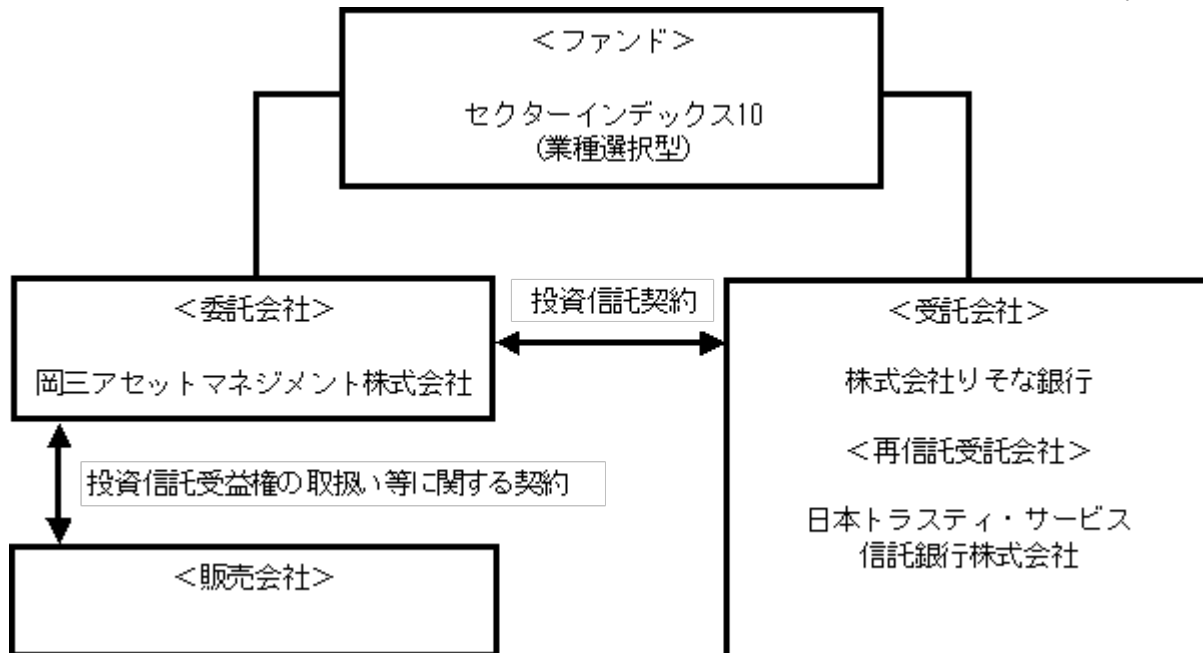 ＜ファンド＞
セクターインデックス10
(業種選択型)
＜委託会社＞
岡三アセットマネジメント株式会社
投資信託契約
＜受託会社＞
株式会社りそな銀行
＜再信託受託会社＞
日本トラスティ・サービス
信託銀行株式会社
投資信託受益権の取扱い等に関する契約
＜販売会社＞